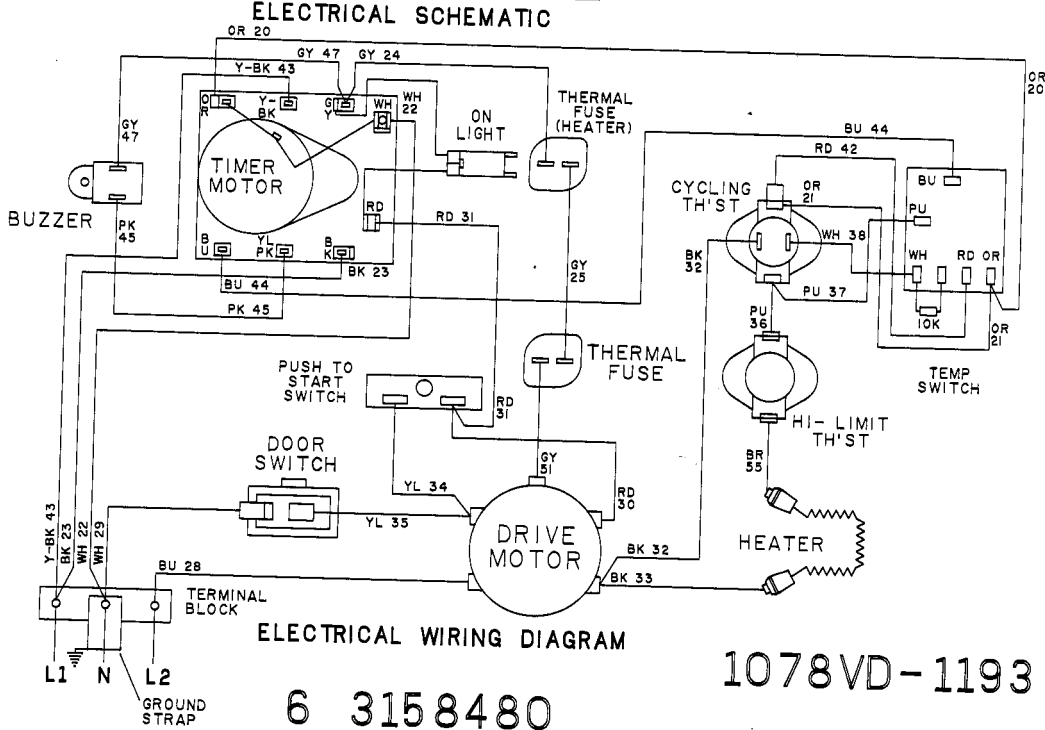 ELECTRICAL SCHEMATIC
OR 20
GY 47
GY 24
Y-BK 43
OR
20
O
R
Y-
BK
G
Y
WH
WH
22
GY
47
ON
LIGHT
THERMAL
FUSE
(HEATER)
BU 44
RD 42
TIMER
MOTOR
BUZZER
PK
45
RD
RD 31
CYCLING
TH'ST
OR
21
BU
PU
B
U
YL
PK
B
K
BK 23
BU 44
PK 45
GY
25
BK
32
WH 38
WH
RD
OR
PU 37
10K
PU
36
OR
21
TEMP
SWITCH
PUSH TO
START
SWITCH
RD
31
THERMAL
FUSE
HI-LIMIT
TH'ST
DOOR
SWITCH
GY
51
BR
55
YL 34
RD
30
YL 35
DRIVE
MOTOR
BK 32
HEATER
BK 33
Y-BK 43
BK 23
WH 22
WH 29
BU 28
TERMINAL
BLOCK
L1
N
L2
GROUND
STRAP
ELECTRICAL WIRING DIAGRAM
6 3158480
1078VD-1193